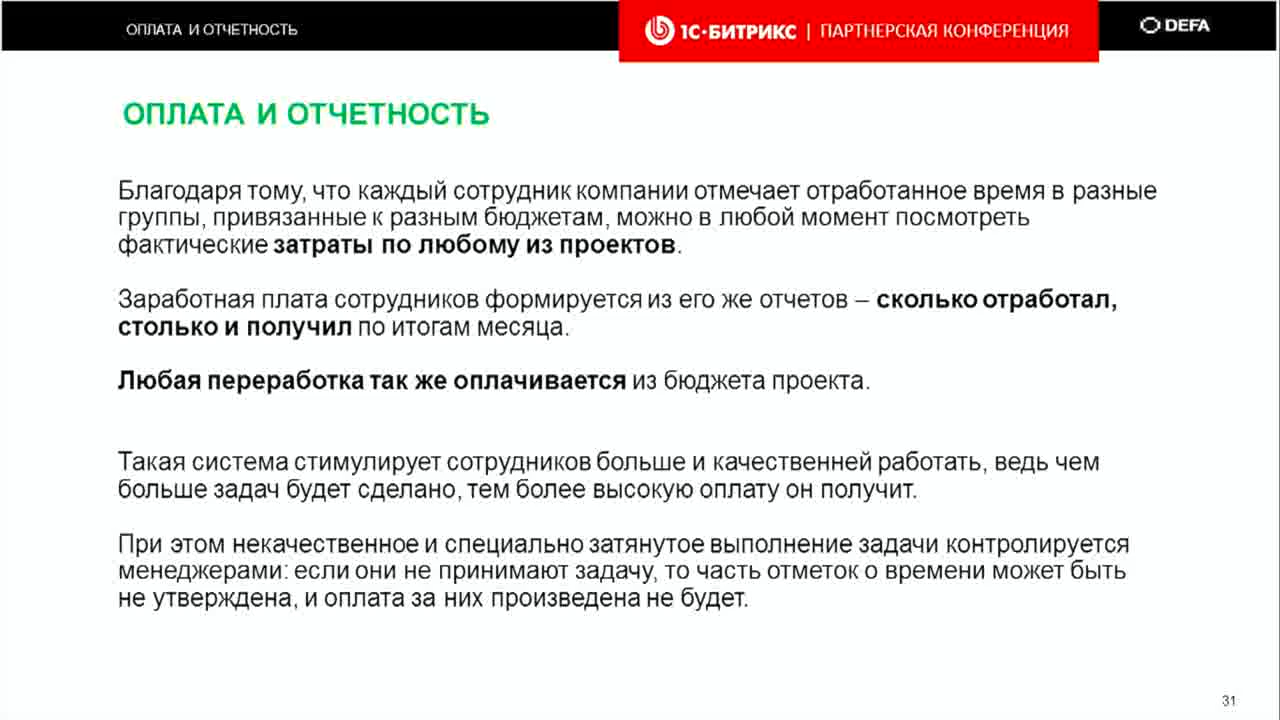 ОПЛАТА И ОТЧЕТНОСТЬ
1С-БИТРИКС | ПАРТНЕРСКАЯ КОНФЕРЕНЦИЯ
DEFA
ОПЛАТА И ОТЧЕТНОСТЬ
Благодаря тому, что каждый сотрудник компании отмечает отработанное время в разные
группы, привязанные к разным бюджетам, можно в любой момент посмотреть
фактические затраты по любому из проектов.
Заработная плата сотрудников формируется из его же отчетов – сколько отработал,
столько и получил по итогам месяца.
Любая переработка так же оплачивается из бюджета проекта.
Такая система стимулирует сотрудников больше и качественней работать, ведь чем
больше задач будет сделано, тем более высокую оплату он получит.
При этом некачественное и специально затянутое выполнение задачи контролируется
менеджерами: если они не принимают задачу, то часть отметок о времени может быть
не утверждена, и оплата за них произведена не будет.
31